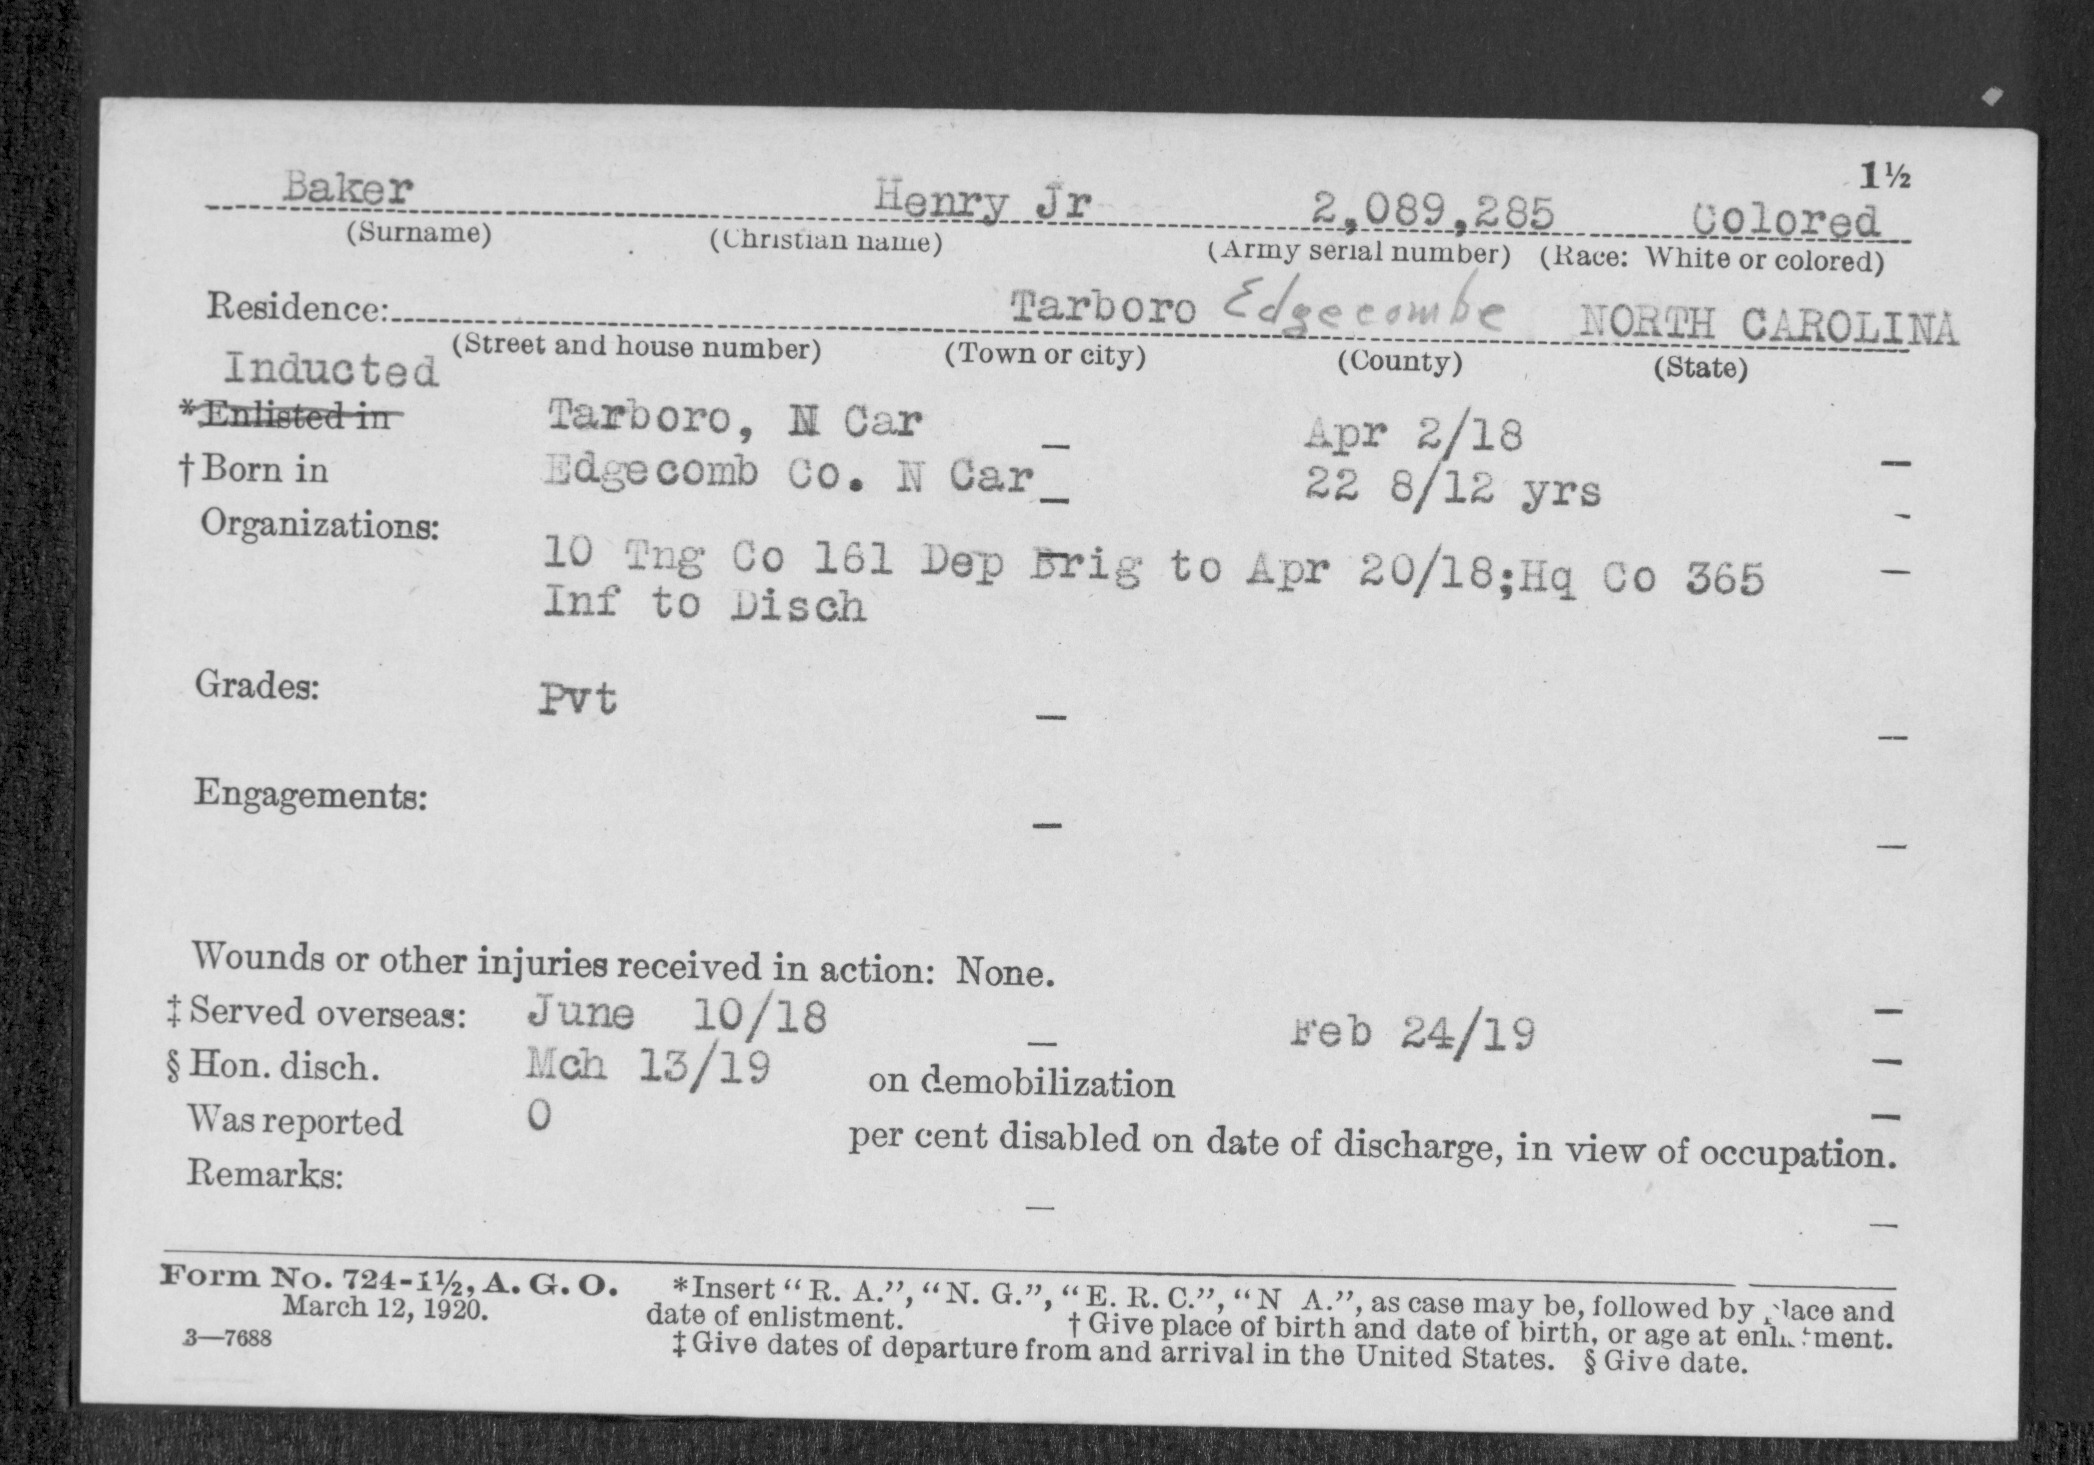 1½
Baker Henry Jr 2,089,285 Colored
(Surname) (Christian name) (Army serial number) (Race: White or colored)
Residence: Tarboro Edgecombe NORTH CAROLINA
(Street and house number) (Town or city) (County) (State)
Inducted
*Enlisted in Tarboro, N Car – Apr 2/18 –
†Born in Edgecomb Co. N Car – 22 8/12 yrs -
Organizations:
10 Tng Co 161 Dep Brig to Apr 20/18;Hq Co 365 –
Inf to Disch
Grades: Pvt – –
Engagements: – –
Wounds or other injuries received in action: None. –
‡Served overseas: June 10/18 – Feb 24/19 –
§Hon. disch. Mch 13/19 on demobilization –
Was reported 0 per cent disabled on date of discharge, in view of occupation.
Remarks: – –
Form No. 724-1½, A. G. O.
March 12, 1920.
3—7688
*Insert "R. A.", "N. G.", "E. R. C.", "N A.", as case may be, followed by place and
date of enlistment. †Give place of birth and date of birth, or age at enlistment.
‡Give dates of departure from and arrival in the United States. §Give date.